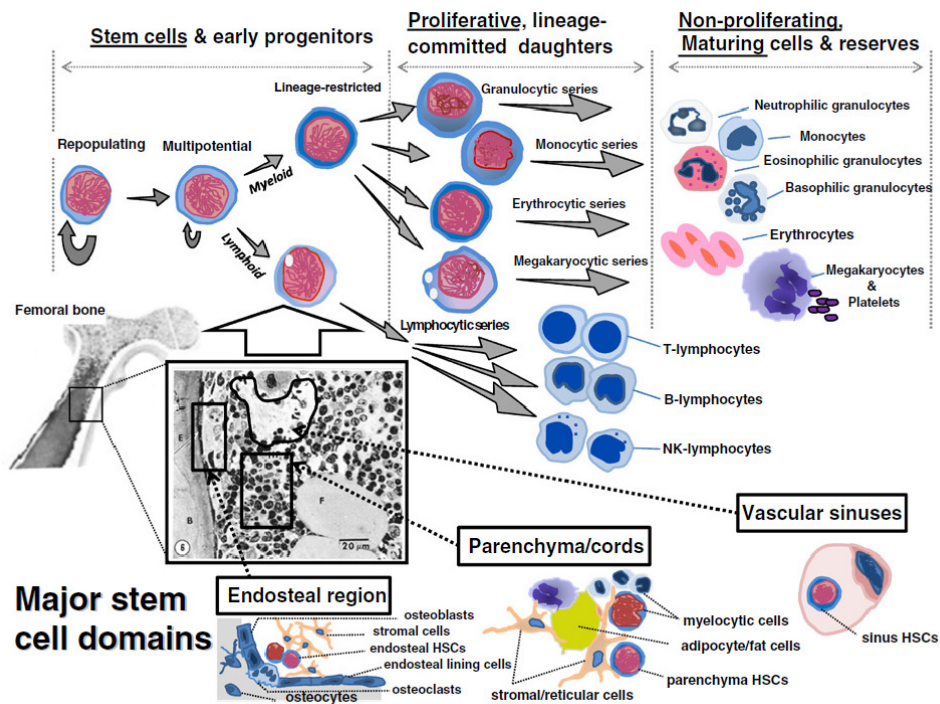 Stem cells & early progenitors
Proliferative, lineage-
committed daughters
Non-proliferating,
Maturing cells & reserves
Lineage-restricted
Repopulating
Multipotential
Myeloid
Lymphoid
Granulocytic series
Monocytic series
Erythrocytic series
Megakaryocytic series
Lymphocytic series
Neutrophilic granulocytes
Monocytes
Eosinophilic granulocytes
Basophilic granulocytes
Erythrocytes
Megakaryocytes
&
Platelets
T-lymphocytes
B-lymphocytes
NK-lymphocytes
Femoral bone
E
B
F
6
20 μm
Vascular sinuses
Parenchyma/cords
Endosteal region
Major stem
cell domains
osteoblasts
stromal cells
endosteal HSCs
endosteal lining cells
osteoclasts
osteocytes
myelocytic cells
adipocyte/fat cells
parenchyma HSCs
stromal/reticular cells
sinus HSCs